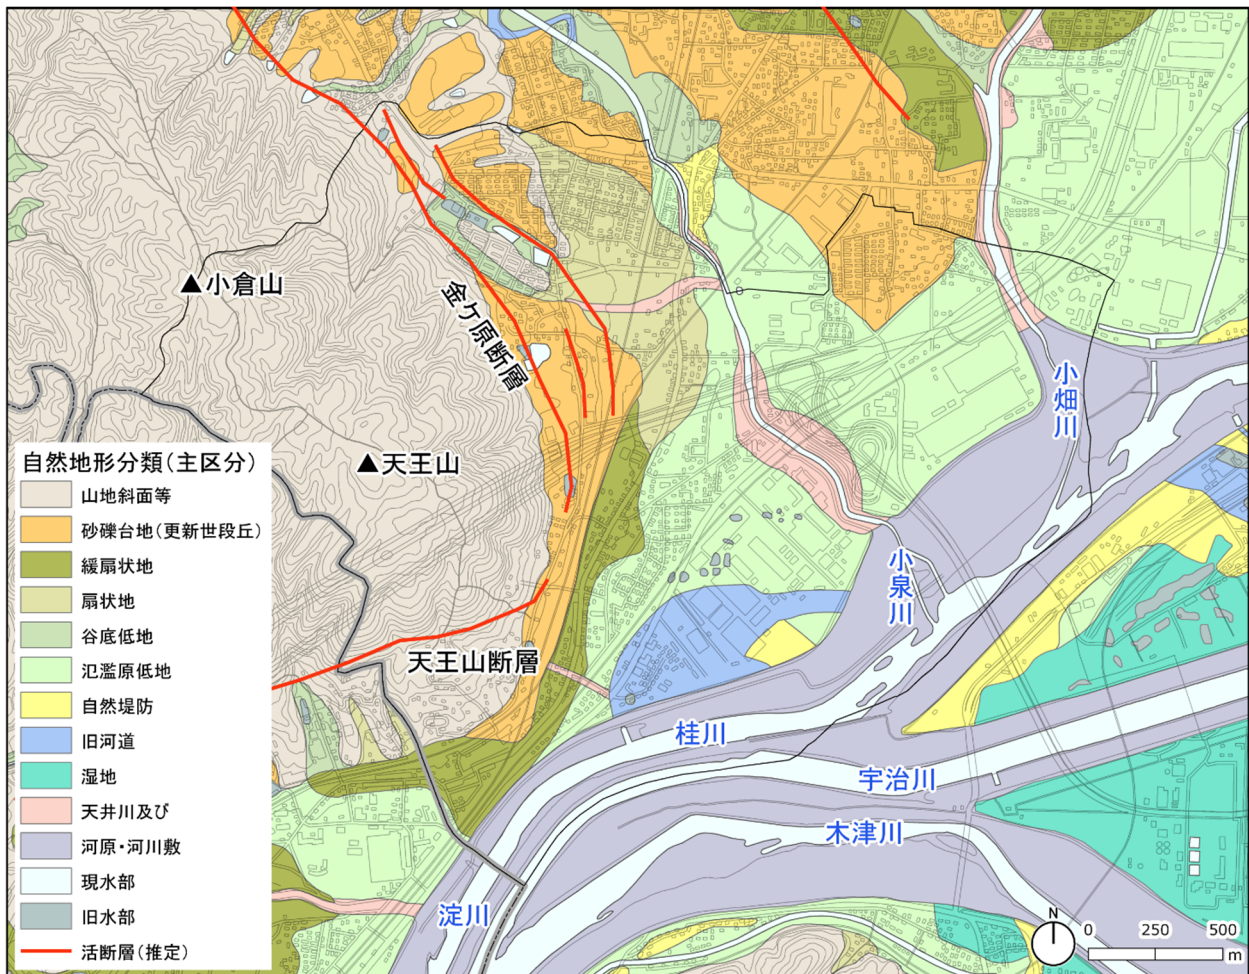 ▲小倉山
金ケ原断層
小畑川
▲天王山
小泉川
天王山断層
桂川
宇治川
木津川
淀川
自然地形分類(主区分)
山地斜面等
砂礫台地(更新世段丘)
緩扇状地
扇状地
谷底低地
氾濫原低地
自然堤防
旧河道
湿地
天井川及び
河原・河川敷
現水部
旧水部
活断層(推定)
N
0 250 500
m